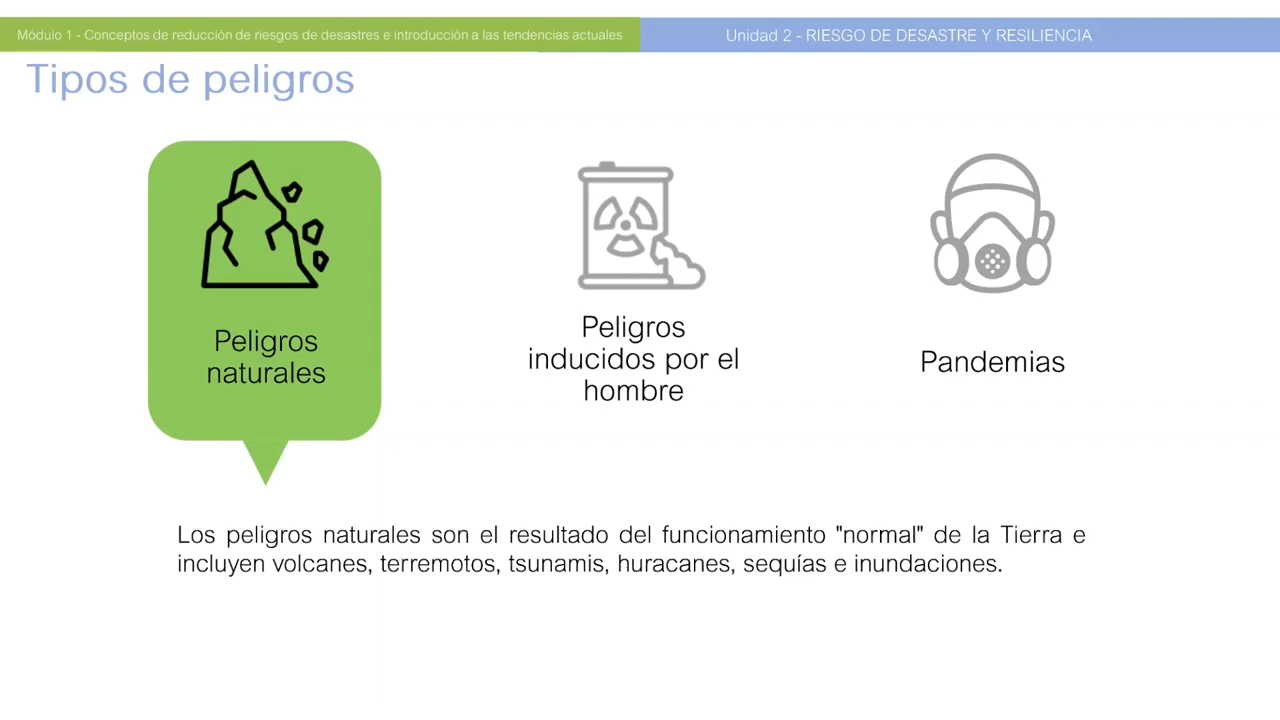 Módulo 1 - Conceptos de reducción de riesgos de desastres e introducción a las tendencias actuales
Unidad 2 - RIESGO DE DESASTRE Y RESILIENCIA
Tipos de peligros
Peligros
naturales
Peligros
inducidos por el
hombre
Pandemias
Los peligros naturales son el resultado del funcionamiento "normal" de la Tierra e
incluyen volcanes, terremotos, tsunamis, huracanes, sequías e inundaciones.